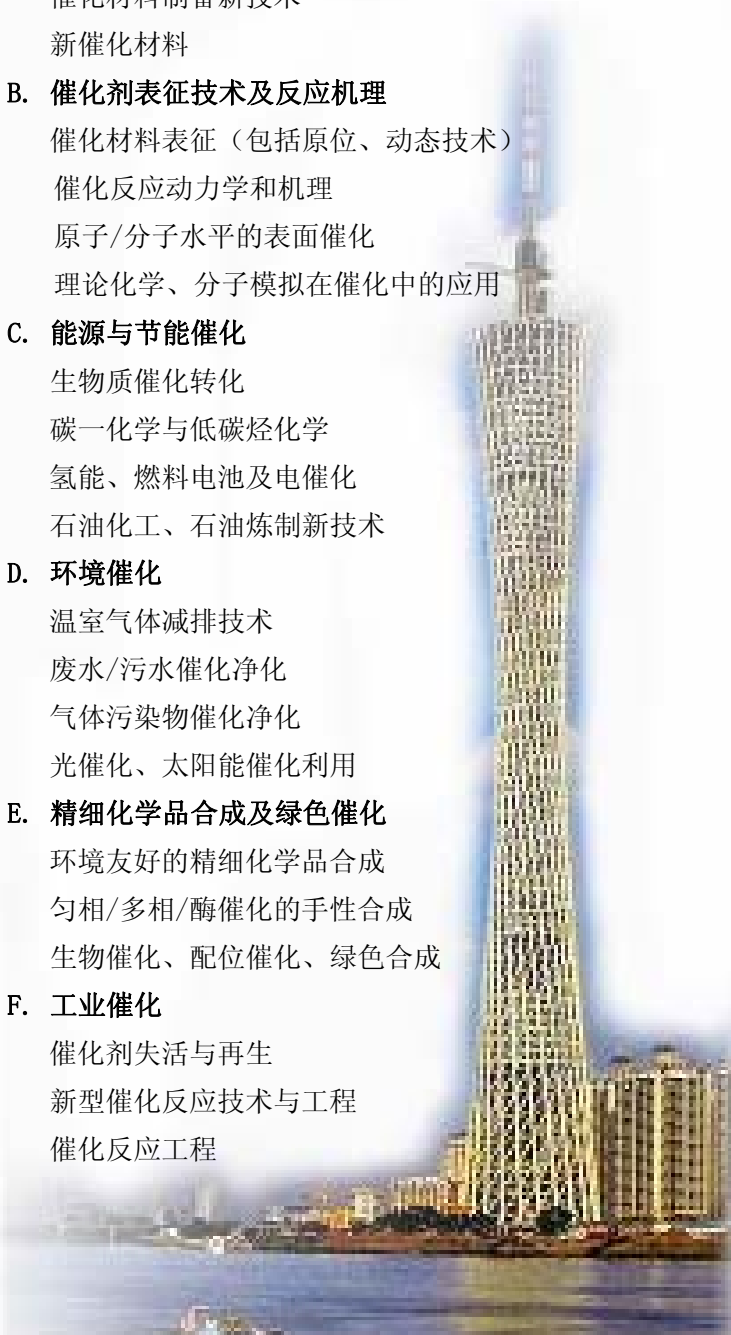 催化材料制备新技术
新催化材料
B. 催化剂表征技术及反应机理
催化材料表征（包括原位、动态技术）
催化反应动力学和机理
原子/分子水平的表面催化
理论化学、分子模拟在催化中的应用
C. 能源与节能催化
生物质催化转化
碳一化学与低碳烃化学
氢能、燃料电池及电催化
石油化工、石油炼制新技术
D. 环境催化
温室气体减排技术
废水/污水催化净化
气体污染物催化净化
光催化、太阳能催化利用
E. 精细化学品合成及绿色催化
环境友好的精细化学品合成
匀相/多相/酶催化的手性合成
生物催化、配位催化、绿色合成
F. 工业催化
催化剂失活与再生
新型催化反应技术与工程
催化反应工程